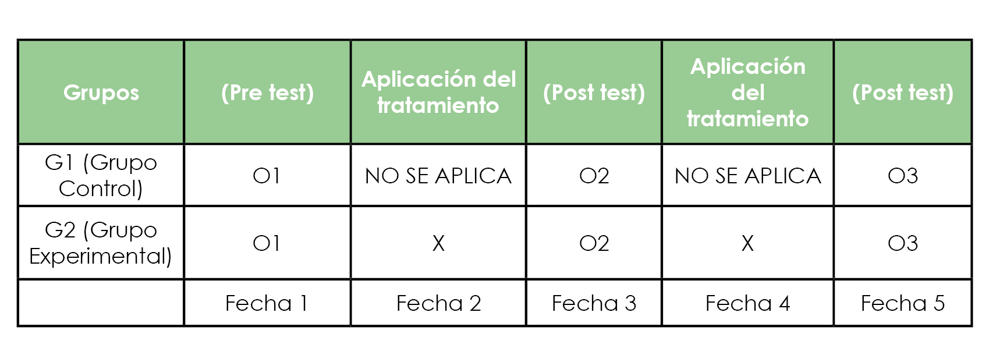 Grupos
(Pre test)
Aplicación del
tratamiento
(Post test)
Aplicación
del
tratamiento
(Post test)
G1 (Grupo
Control)
O1
NO SE APLICA
O2
NO SE APLICA
O3
G2 (Grupo
Experimental)
O1
X
O2
X
O3
Fecha 1
Fecha 2
Fecha 3
Fecha 4
Fecha 5